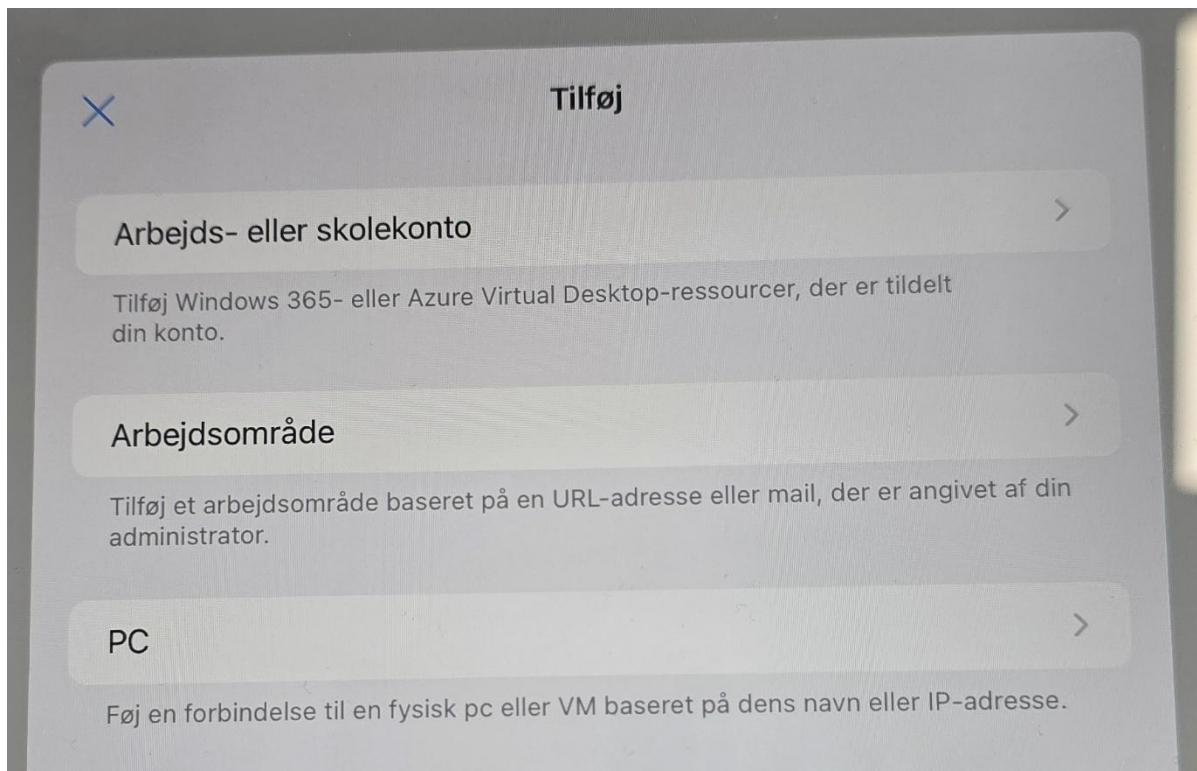 Tilføj
Arbejds- eller skolekonto
Tilføj Windows 365- eller Azure Virtual Desktop-ressourcer, der er tildelt
din konto.
Arbejdsområde
Tilføj et arbejdsområde baseret på en URL-adresse eller mail, der er angivet af din
administrator.
PC
Føj en forbindelse til en fysisk pc eller VM baseret på dens navn eller IP-adresse.